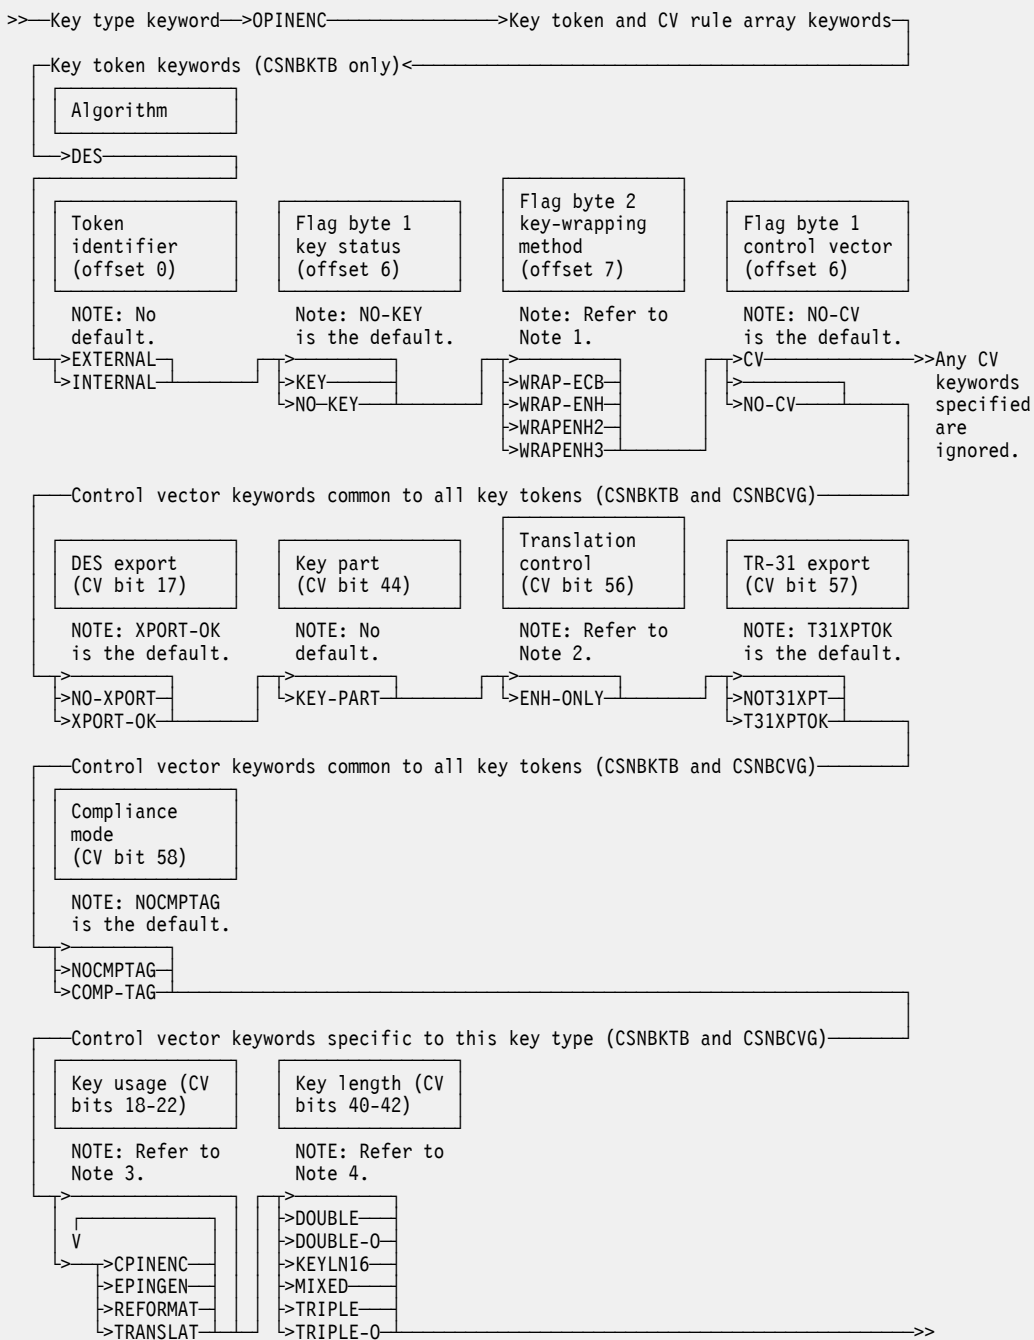 >>──Key type keyword──>OPINENC──────>Key token and CV rule array keywords
Key token keywords (CSNBKTB only)<
Algorithm
>DES
Token identifier (offset 0)
Flag byte 1 key status (offset 6)
Flag byte 2 key-wrapping method (offset 7)
Flag byte 1 control vector (offset 6)
NOTE: No default.
Note: NO-KEY is the default.
Note: Refer to Note 1.
NOTE: NO-CV is the default.
>EXTERNAL
>INTERNAL
>
>KEY
>NO-KEY
>
>WRAP-ECB
>WRAP-ENH
>WRAPENH2
>WRAPENH3
>CV
>
>NO-CV
>>Any CV keywords specified are ignored.
Control vector keywords common to all key tokens (CSNBKTB and CSNBCVG)
DES export (CV bit 17)
Key part (CV bit 44)
Translation control (CV bit 56)
TR-31 export (CV bit 57)
NOTE: XPORT-OK is the default.
NOTE: No default.
NOTE: Refer to Note 2.
NOTE: T31XPTOK is the default.
>
>NO-XPORT
>XPORT-OK
>
>KEY-PART
>
>ENH-ONLY
>
>NOT31XPT
>T31XPTOK
Control vector keywords common to all key tokens (CSNBKTB and CSNBCVG)
Compliance mode (CV bit 58)
NOTE: NOCMPTAG is the default.
>
>NOCMPTAG
>COMP-TAG
Control vector keywords specific to this key type (CSNBKTB and CSNBCVG)
Key usage (CV bits 18-22)
Key length (CV bits 40-42)
NOTE: Refer to Note 3.
NOTE: Refer to Note 4.
>
V
>
>CPINENC
>EPINGEN
>REFORMAT
>TRANSLAT
>
>DOUBLE
>DOUBLE-O
>KEYLN16
>MIXED
>TRIPLE
>TRIPLE-O
>>